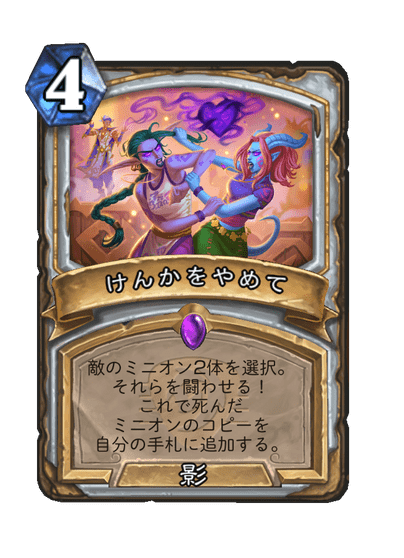 4
けんかをやめて
敵のミニオン2体を選択。
それらを闘わせる！
これで死んだ
ミニオンのコピーを
自分の手札に追加する。
影